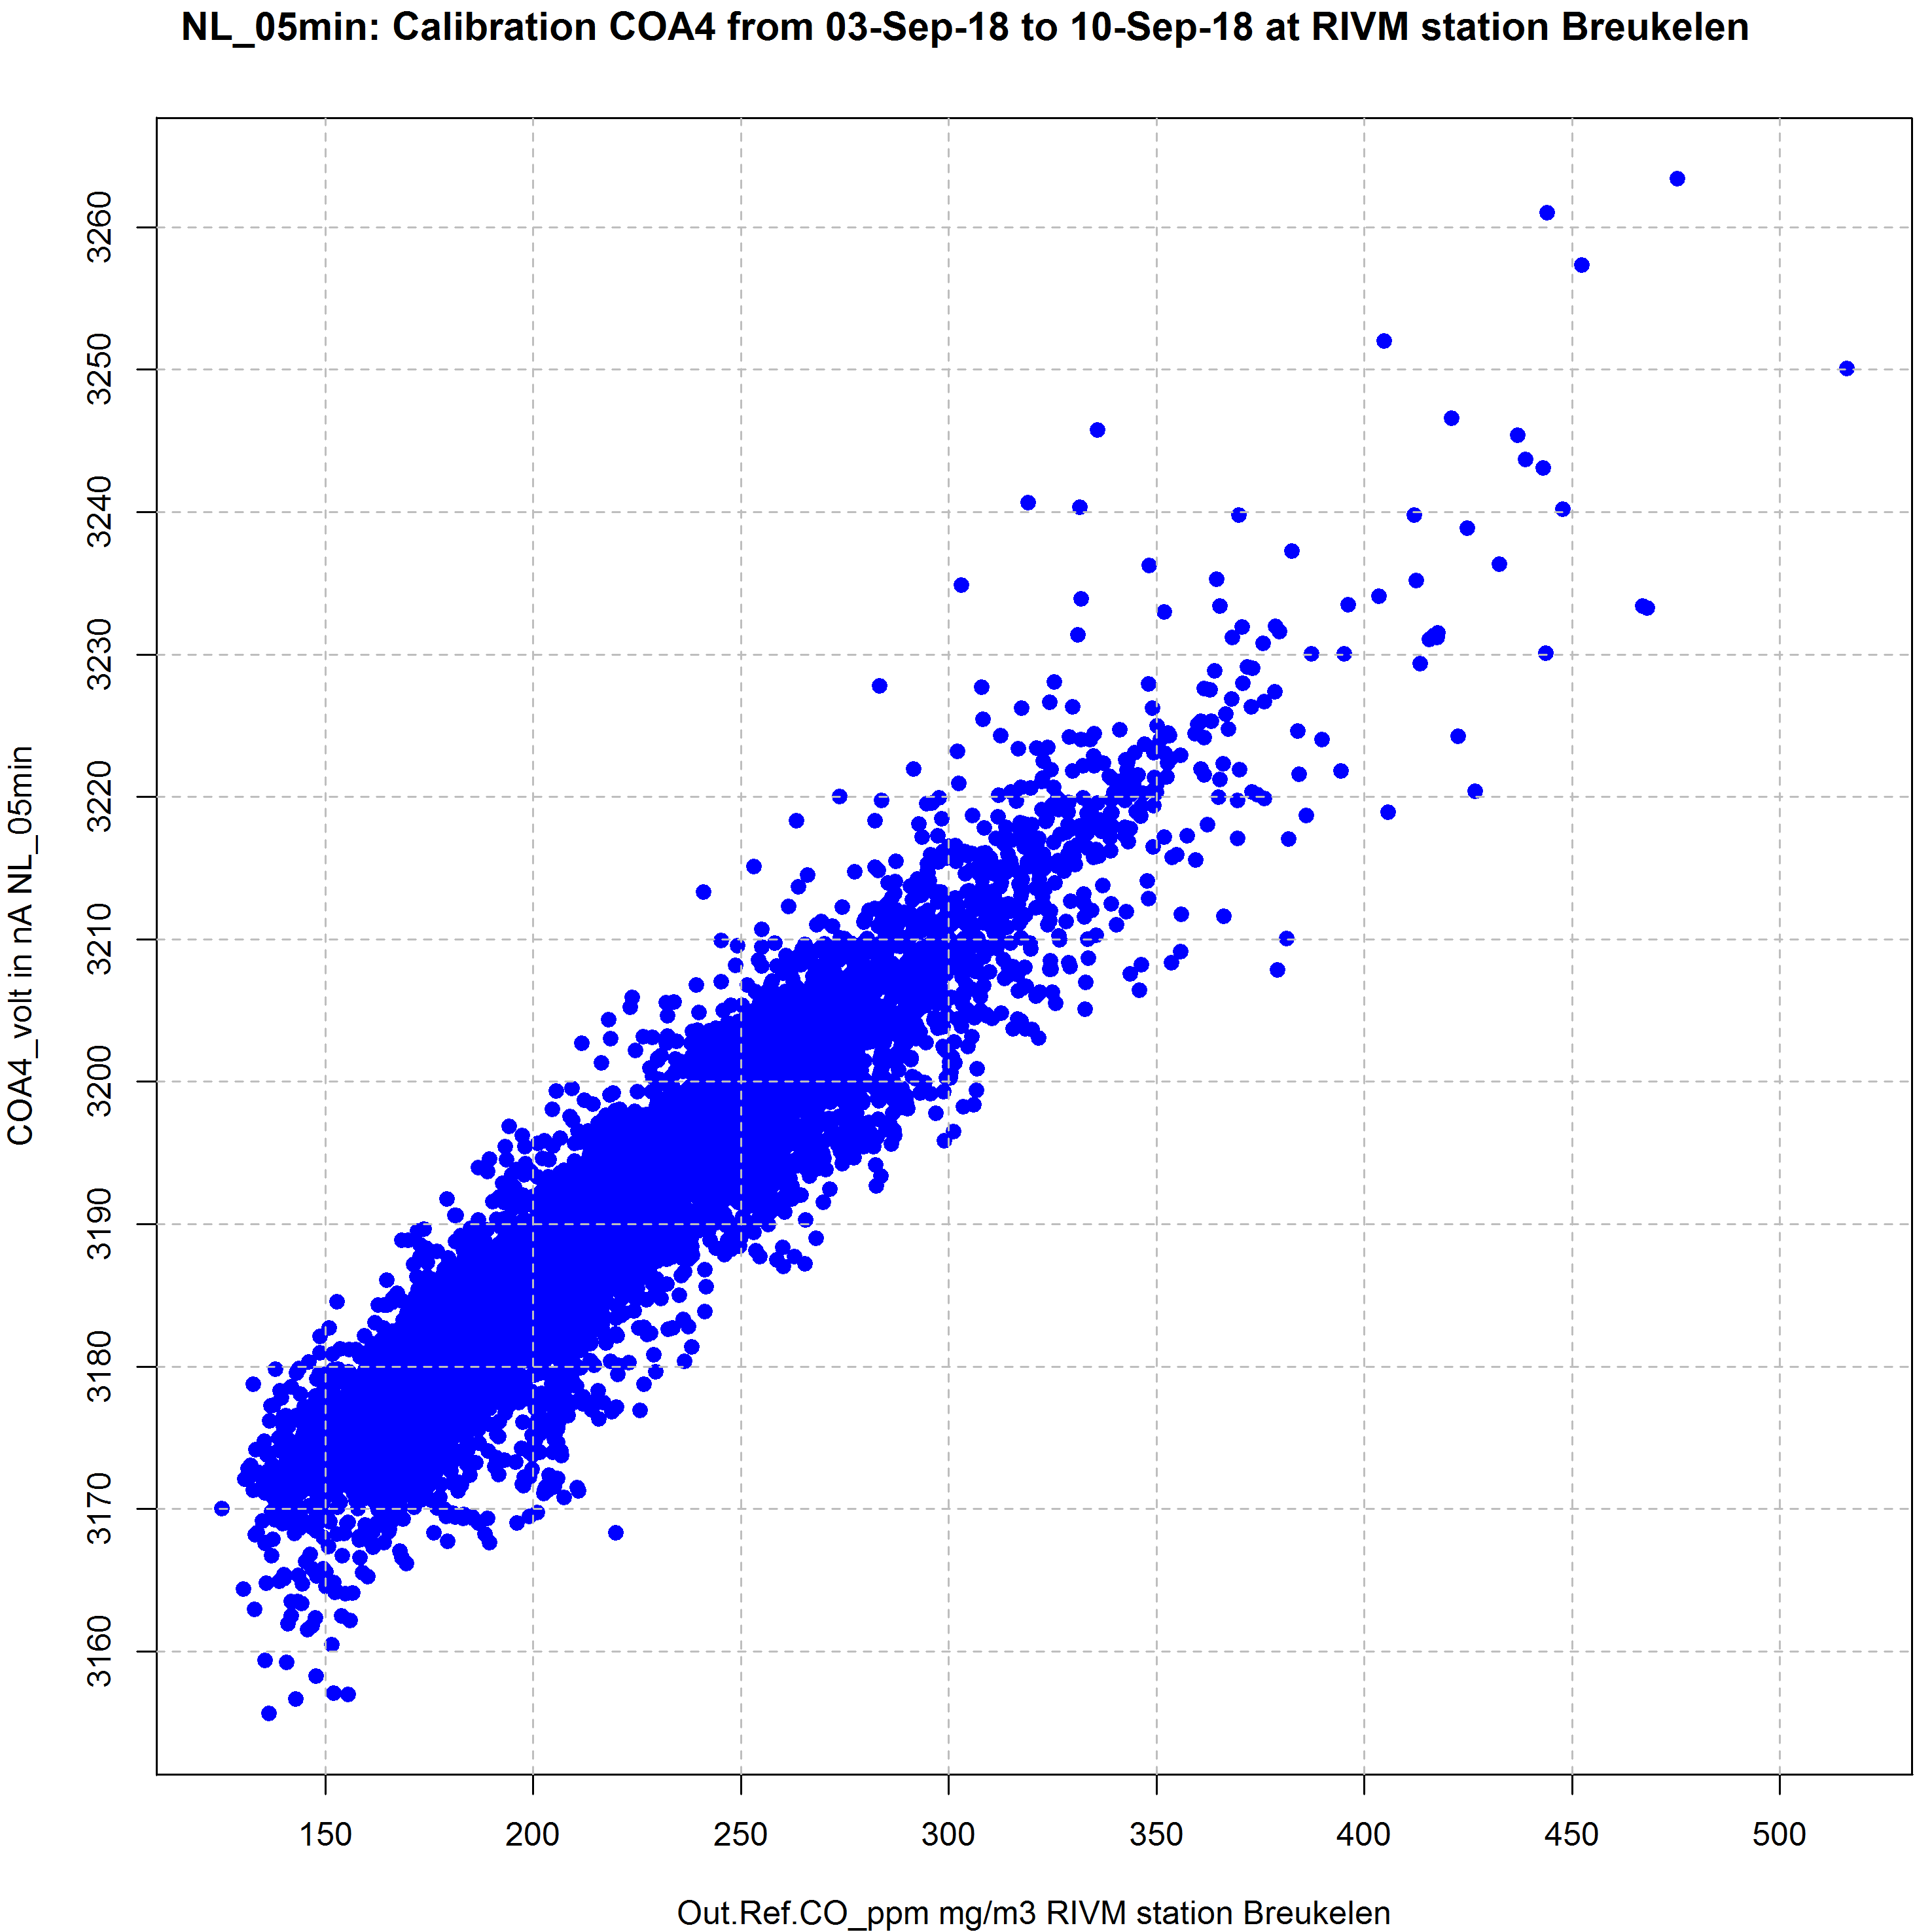 NL_05min: Calibration COA4 from 03-Sep-18 to 10-Sep-18 at RIVM station Breukelen
COA4_volt in nA NL_05min
3260
3250
3240
3230
3220
3210
3200
3190
3180
3170
3160
150 200 250 300 350 400 450 500
Out.Ref.CO_ppm mg/m3 RIVM station Breukelen